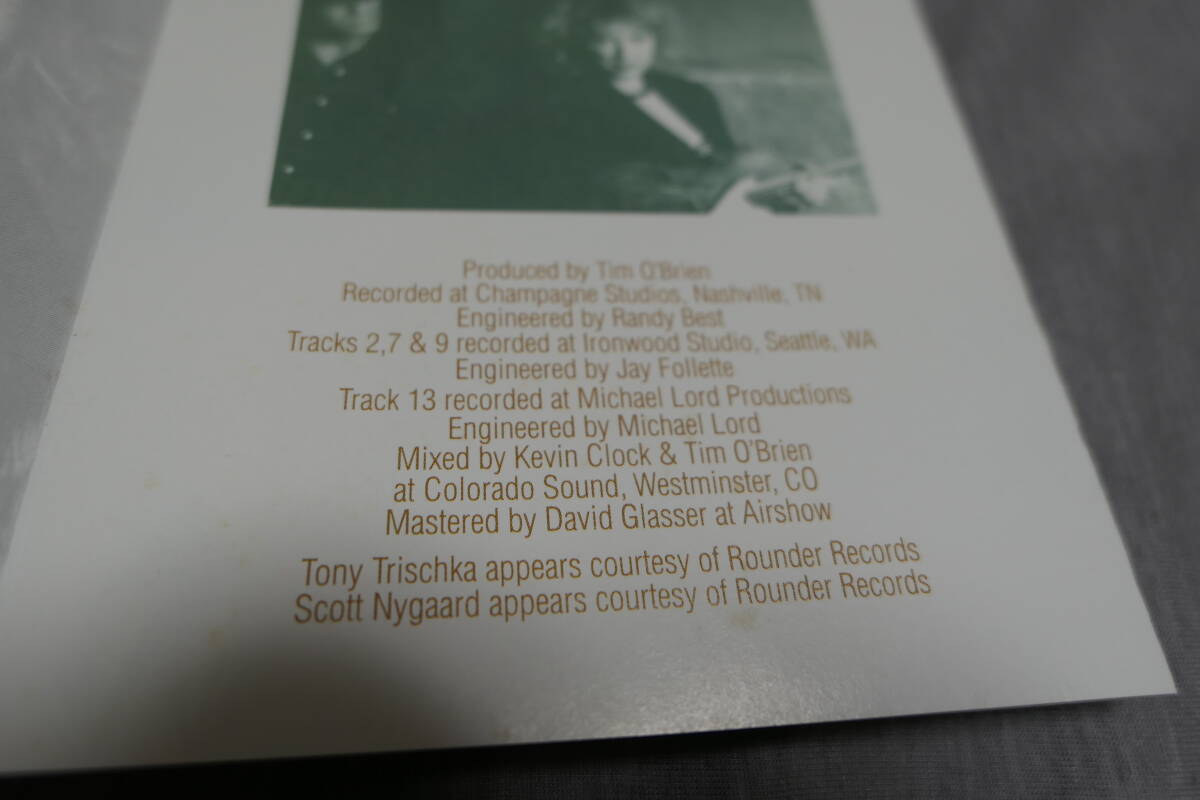 Produced by Tim O'Brien
Recorded at Champagne Studios, Nashville, TN
Engineered by Randy Best
Tracks 2,7 & 9 recorded at Ironwood Studio, Seattle, WA
Engineered by Jay Follette
Track 13 recorded at Michael Lord Productions
Engineered by Michael Lord
Mixed by Kevin Clock & Tim O'Brien
at Colorado Sound, Westminster, CO
Mastered by David Glasser at Airshow
Tony Trischka appears courtesy of Rounder Records
Scott Nygaard appears courtesy of Rounder Records